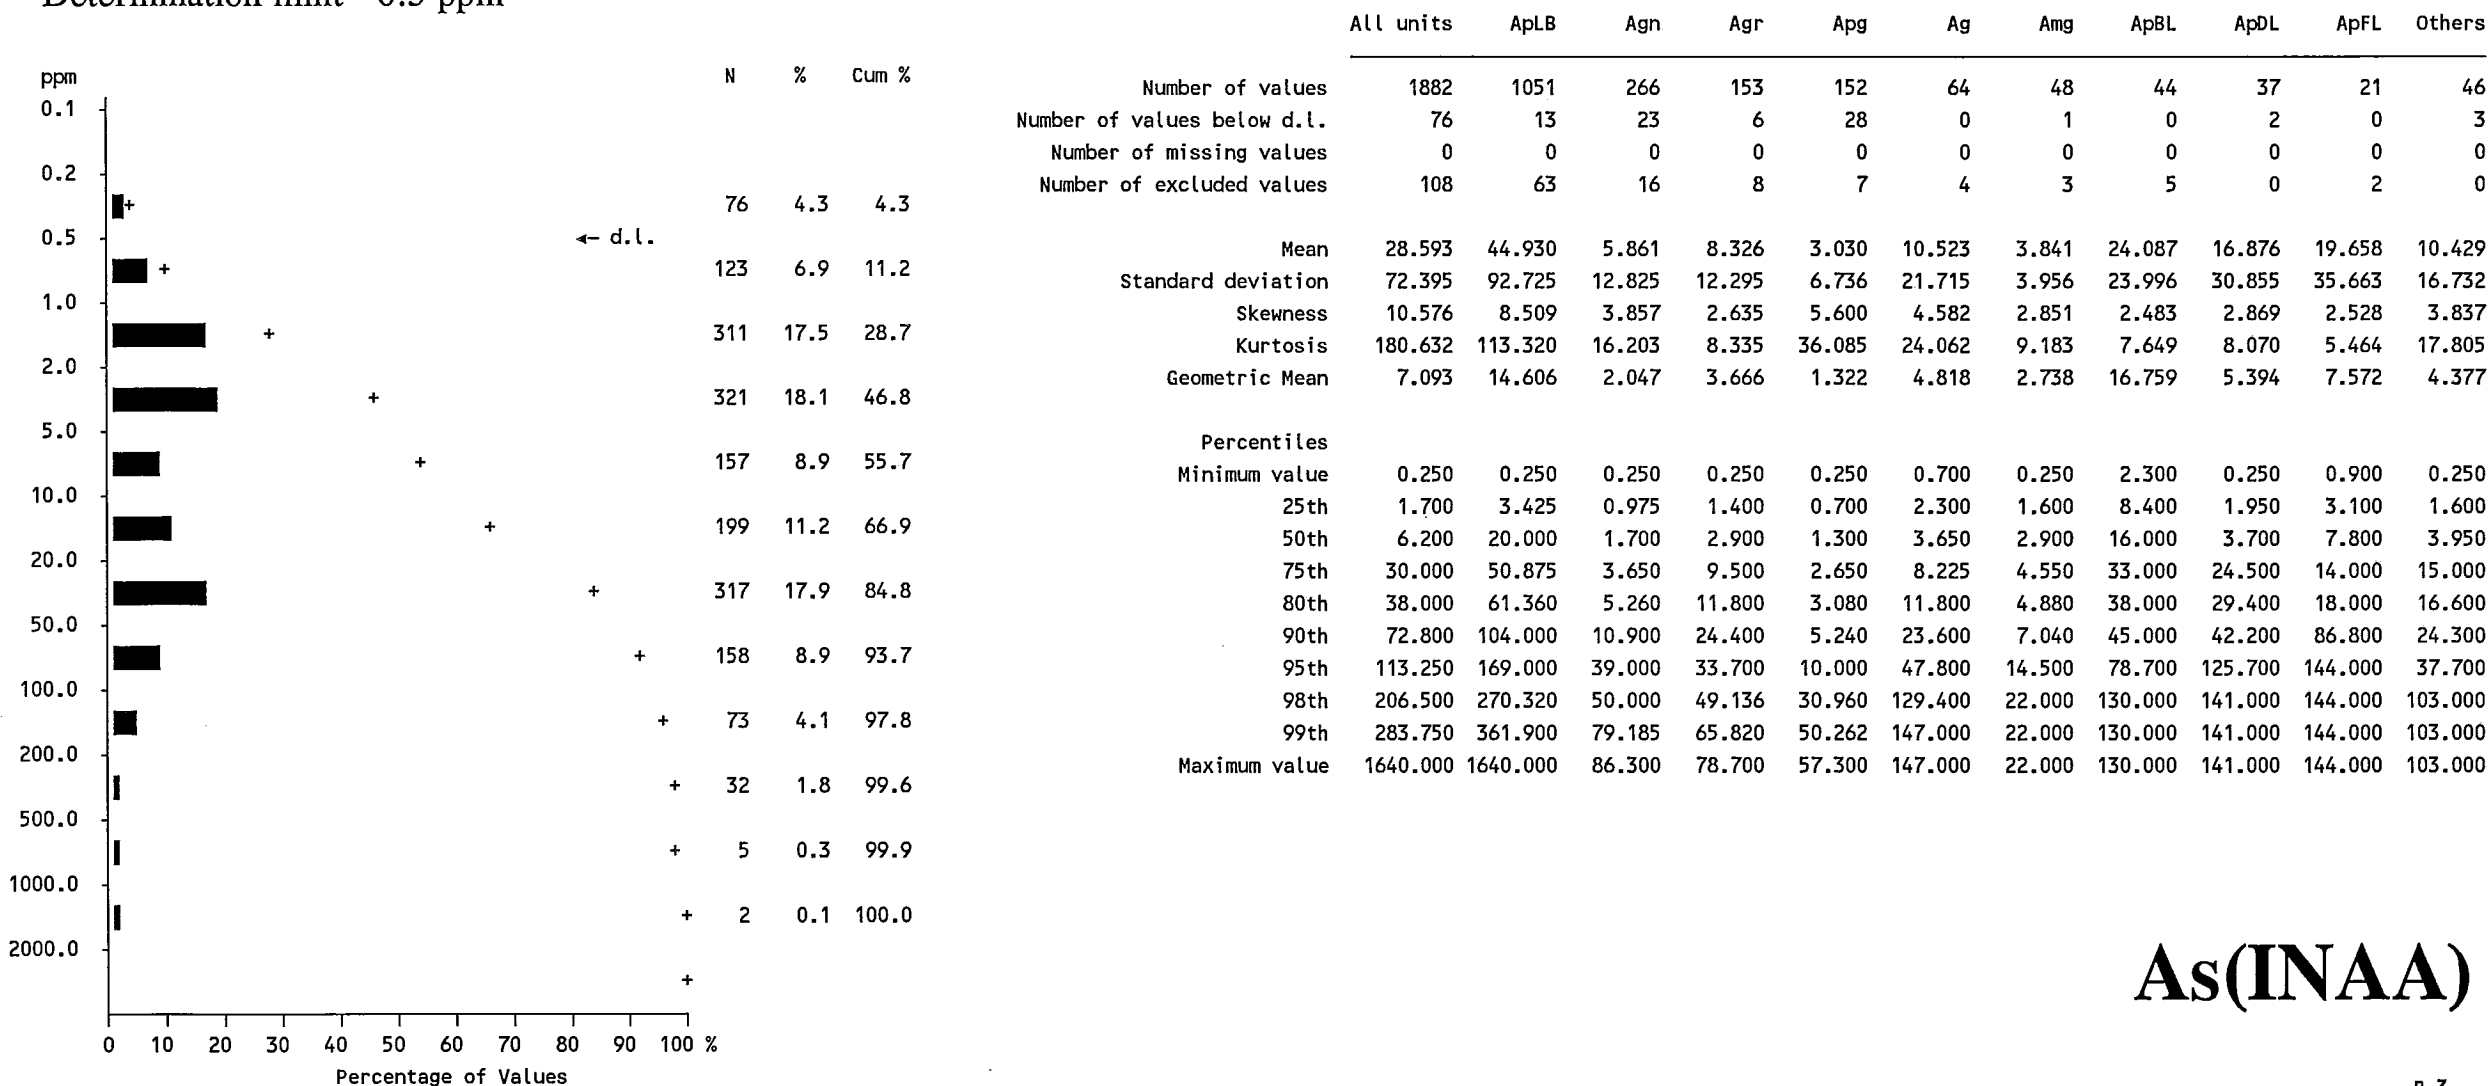 Determination limit - 0.5 ppm
ppm N % Cum %
0.1
0.2
76 4.3 4.3
0.5 ◄– d.l.
123 6.9 11.2
1.0
311 17.5 28.7
2.0
321 18.1 46.8
5.0
157 8.9 55.7
10.0
199 11.2 66.9
20.0
317 17.9 84.8
50.0
158 8.9 93.7
100.0
73 4.1 97.8
200.0
32 1.8 99.6
500.0
5 0.3 99.9
1000.0
2 0.1 100.0
2000.0
0 10 20 30 40 50 60 70 80 90 100 %
Percentage of Values
All units ApLB Agn Agr Apg Ag Amg ApBL ApDL ApFL Others
Number of values 1882 1051 266 153 152 64 48 44 37 21 46
Number of values below d.l. 76 13 23 6 28 0 1 0 2 0 3
Number of missing values 0 0 0 0 0 0 0 0 0 0 0
Number of excluded values 108 63 16 8 7 4 3 5 0 2 0
Mean 28.593 44.930 5.861 8.326 3.030 10.523 3.841 24.087 16.876 19.658 10.429
Standard deviation 72.395 92.725 12.825 12.295 6.736 21.715 3.956 23.996 30.855 35.663 16.732
Skewness 10.576 8.509 3.857 2.635 5.600 4.582 2.851 2.483 2.869 2.528 3.837
Kurtosis 180.632 113.320 16.203 8.335 36.085 24.062 9.183 7.649 8.070 5.464 17.805
Geometric Mean 7.093 14.606 2.047 3.666 1.322 4.818 2.738 16.759 5.394 7.572 4.377
Percentiles
Minimum value 0.250 0.250 0.250 0.250 0.250 0.700 0.250 2.300 0.250 0.900 0.250
25th 1.700 3.425 0.975 1.400 0.700 2.300 1.600 8.400 1.950 3.100 1.600
50th 6.200 20.000 1.700 2.900 1.300 3.650 2.900 16.000 3.700 7.800 3.950
75th 30.000 50.875 3.650 9.500 2.650 8.225 4.550 33.000 24.500 14.000 15.000
80th 38.000 61.360 5.260 11.800 3.080 11.800 4.880 38.000 29.400 18.000 16.600
90th 72.800 104.000 10.900 24.400 5.240 23.600 7.040 45.000 42.200 86.800 24.300
95th 113.250 169.000 39.000 33.700 10.000 47.800 14.500 78.700 125.700 144.000 37.700
98th 206.500 270.320 50.000 49.136 30.960 129.400 22.000 130.000 141.000 144.000 103.000
99th 283.750 361.900 79.185 65.820 50.262 147.000 22.000 130.000 141.000 144.000 103.000
Maximum value 1640.000 1640.000 86.300 78.700 57.300 147.000 22.000 130.000 141.000 144.000 103.000
As(INAA)